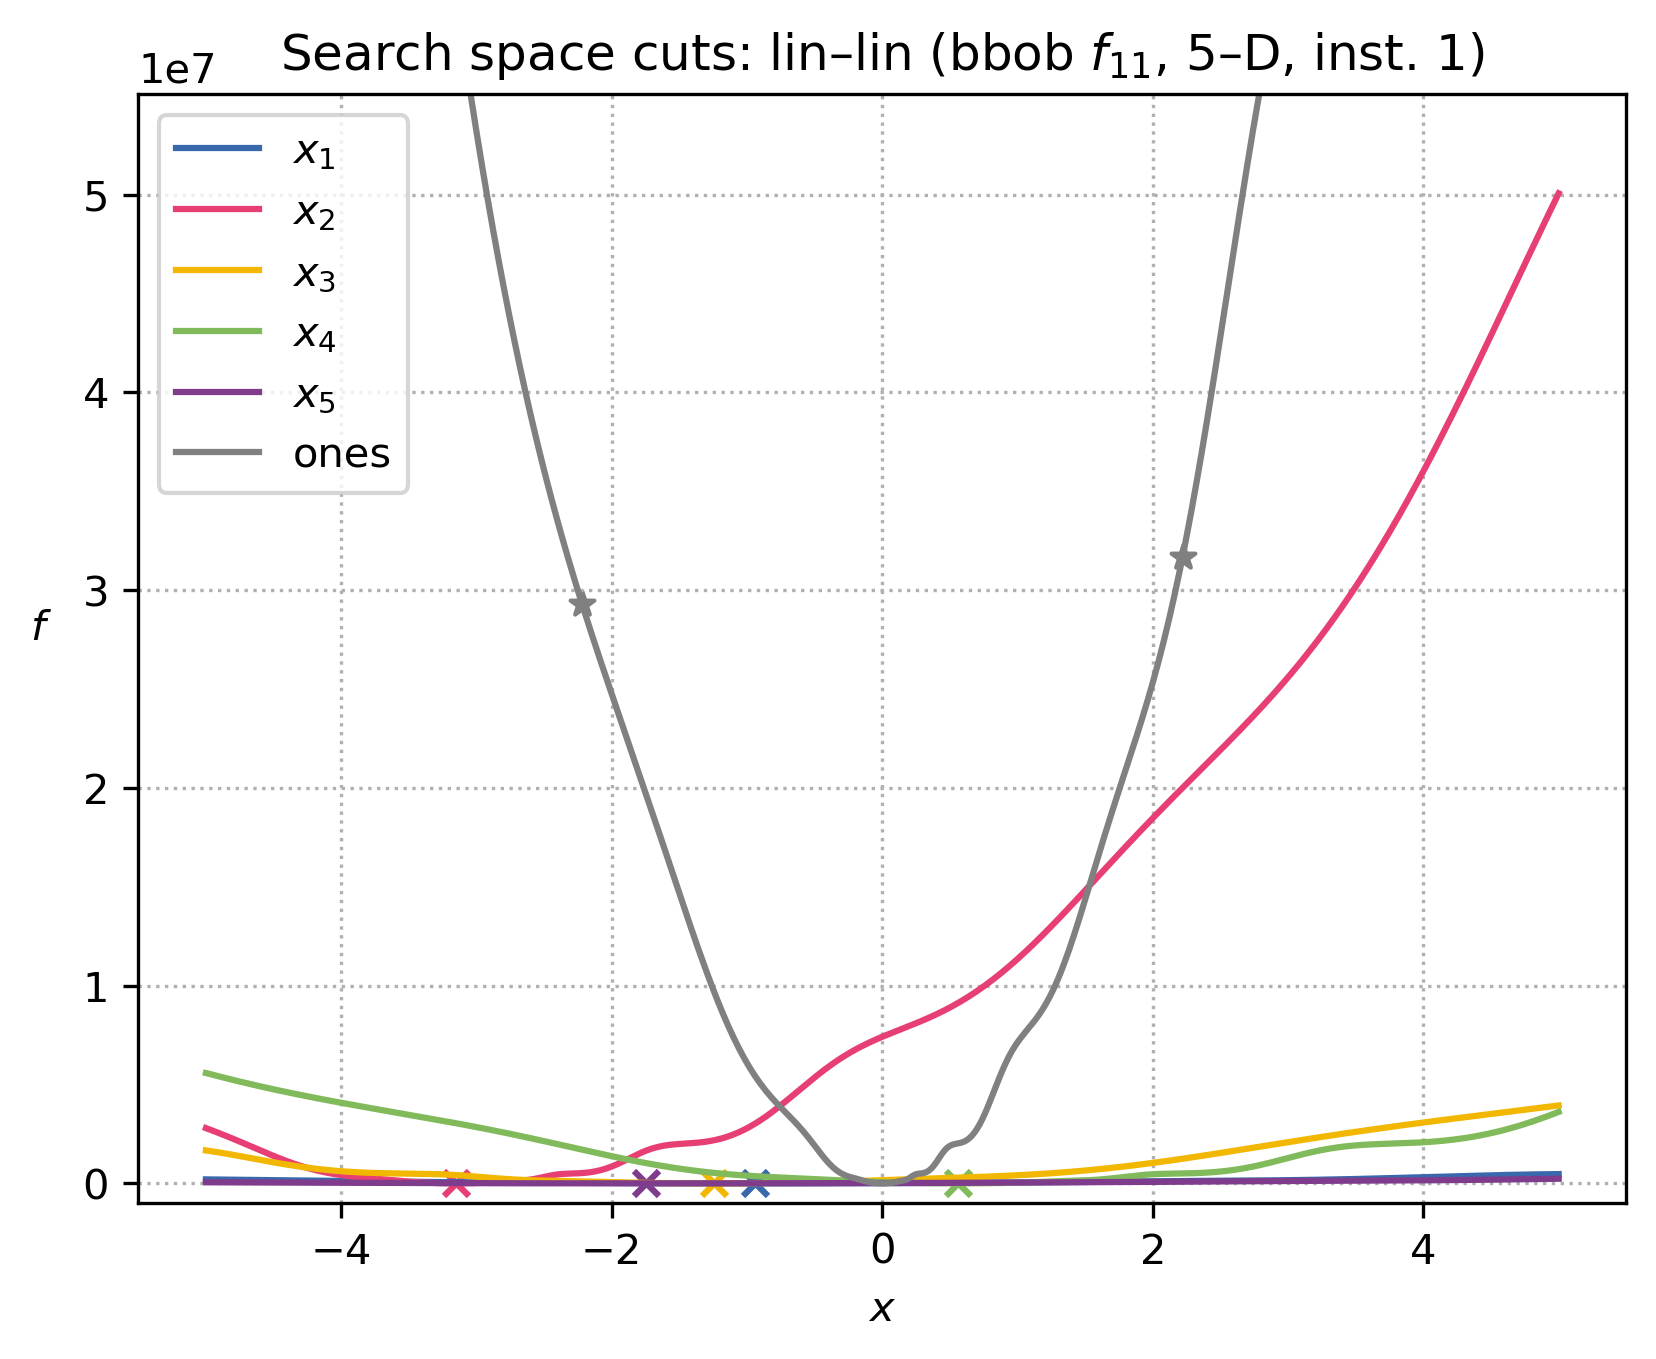 Search space cuts: lin–lin (bbob f₁₁, 5–D, inst. 1)
1e7
x₁
x₂
x₃
x₄
x₅
ones
5
4
3
2
1
0
f
−4
−2
0
2
4
x